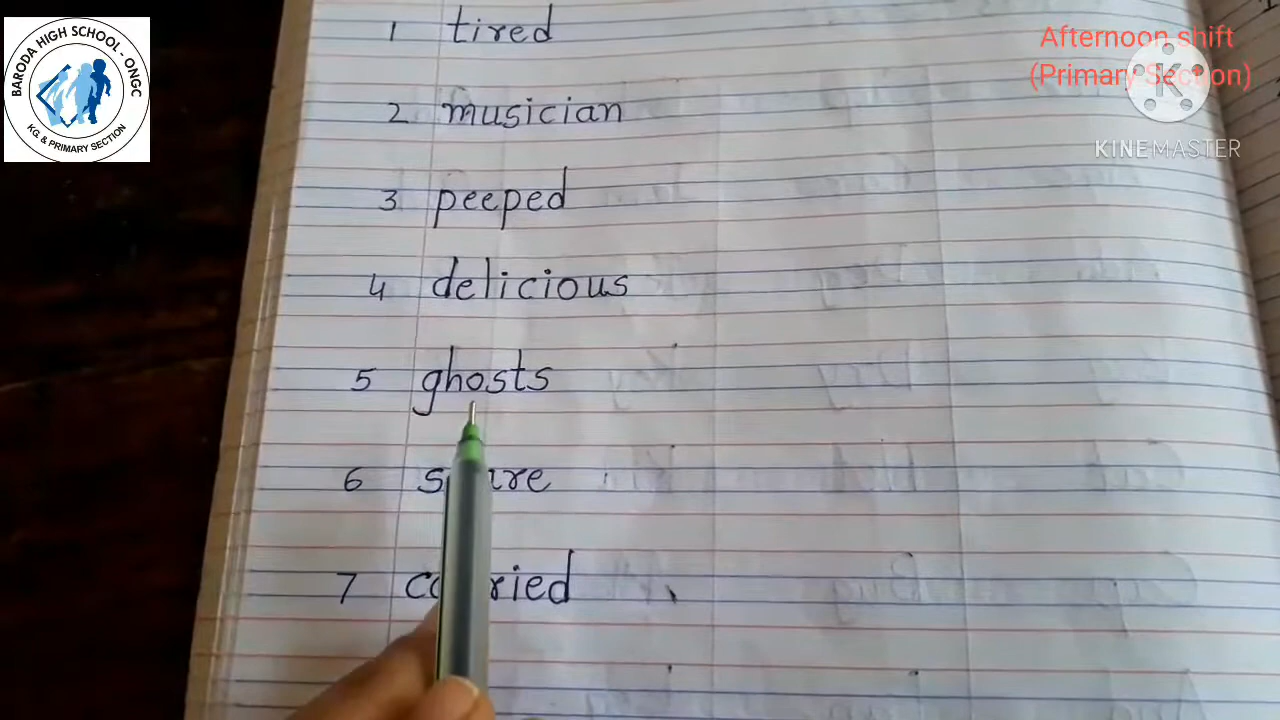 BARODA HIGH SCHOOL - ONGC
KG & PRIMARY SECTION
Afternoon shift
(Primary Section)
KINEMASTER
1 tired
2 musician
3 peeped
4 delicious
5 ghosts
6
7